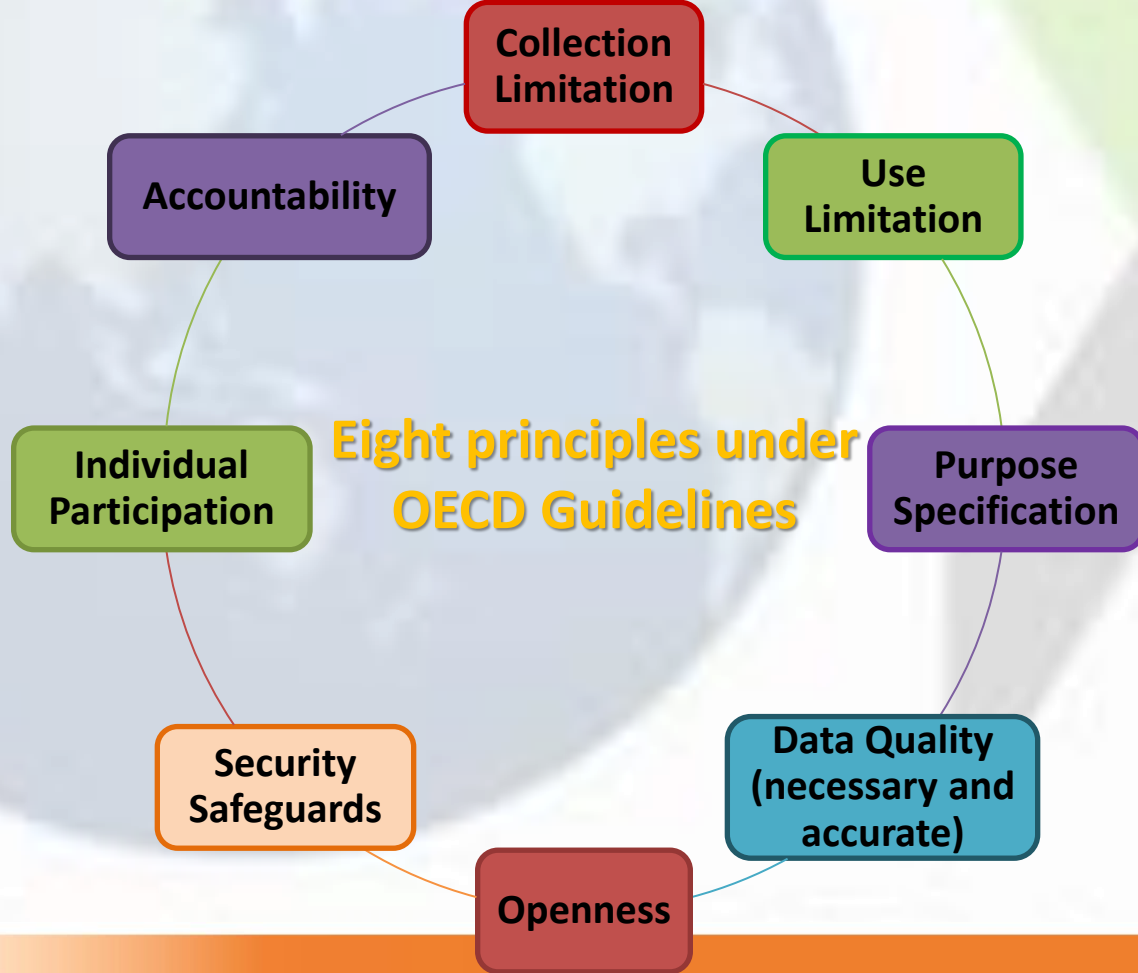 Collection
Limitation
Use
Limitation
Purpose
Specification
Data Quality
(necessary and
accurate)
Openness
Security
Safeguards
Individual
Participation
Accountability
Eight principles under
OECD Guidelines